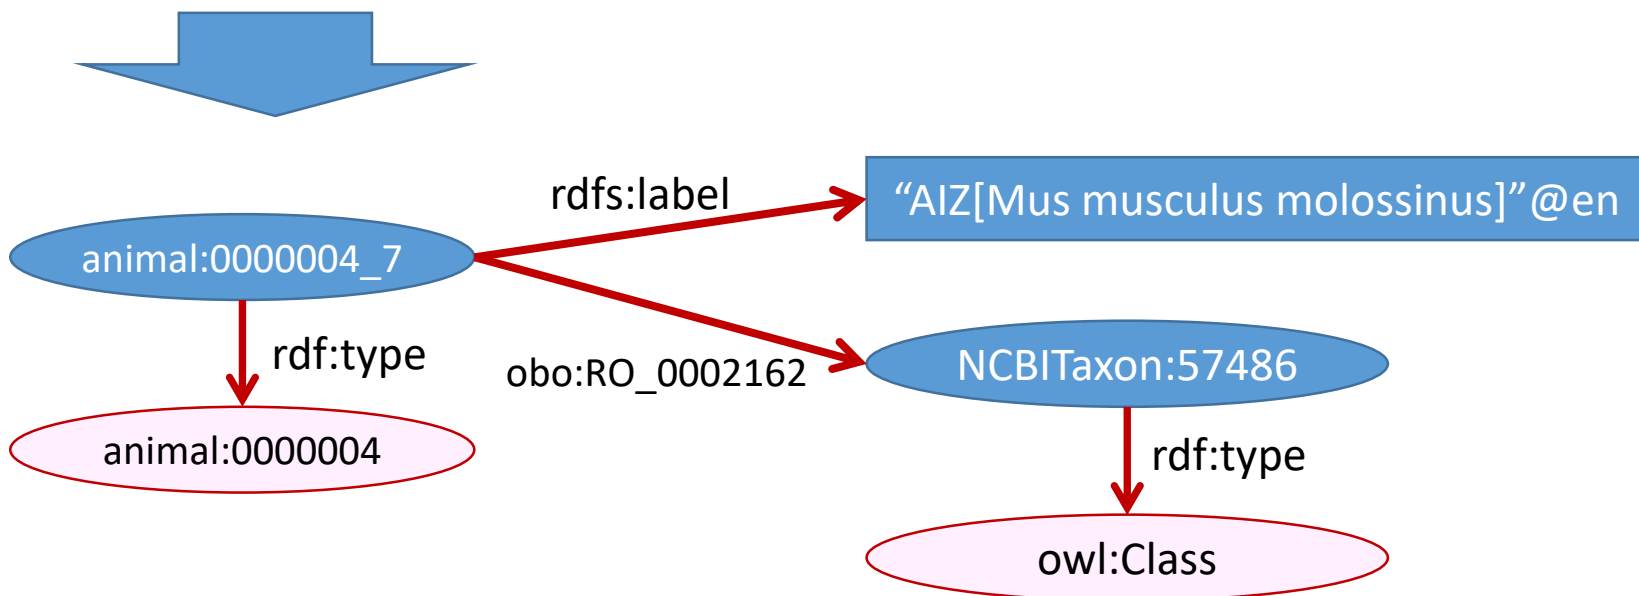 rdfs:label
“AIZ[Mus musculus molossinus]”@en
animal:0000004_7
rdf:type
obo:RO_0002162
NCBITaxon:57486
animal:0000004
rdf:type
owl:Class